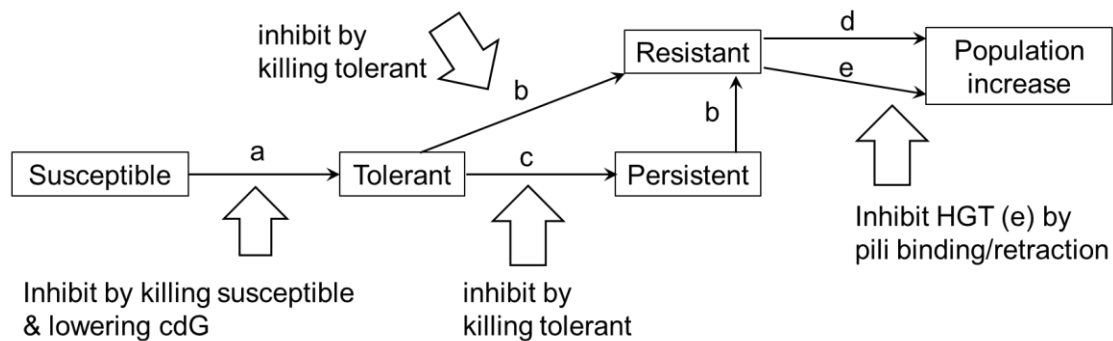 inhibit by
killing tolerant
b
Resistant
d
e
Population
increase
b
Susceptible
a
Tolerant
c
Persistent
Inhibit by killing susceptible
& lowering cdG
inhibit by
killing tolerant
Inhibit HGT (e) by
pili binding/retraction